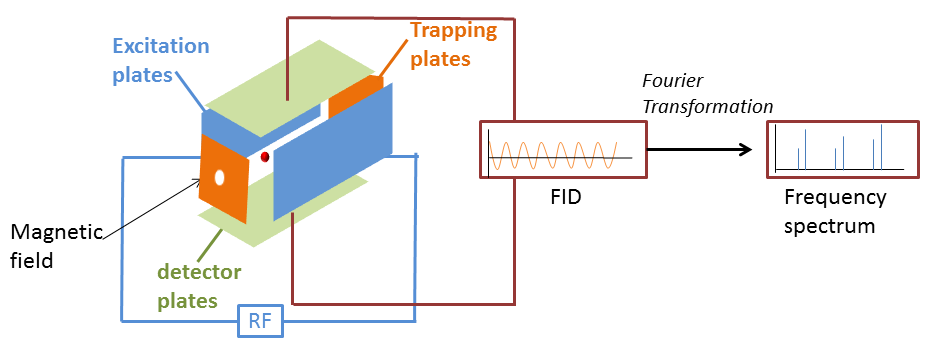 Excitation
plates
Trapping
plates
Fourier
Transformation
FID
Frequency
spectrum
Magnetic
field
detector
plates
RF